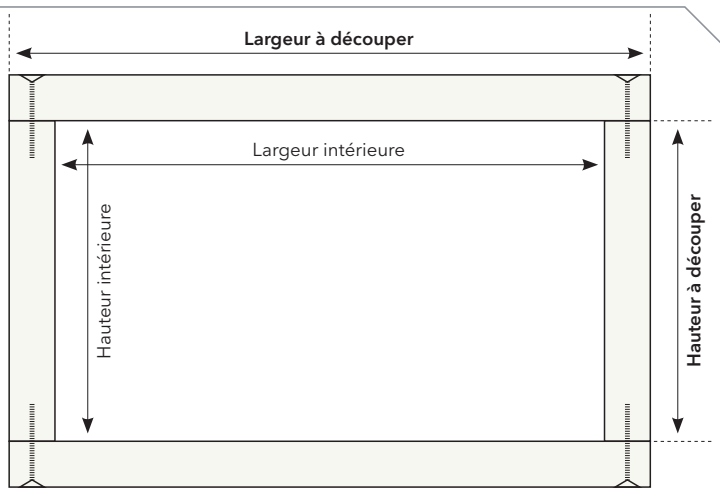 Largeur à découper
Largeur intérieure
Hauteur intérieure
Hauteur à découper